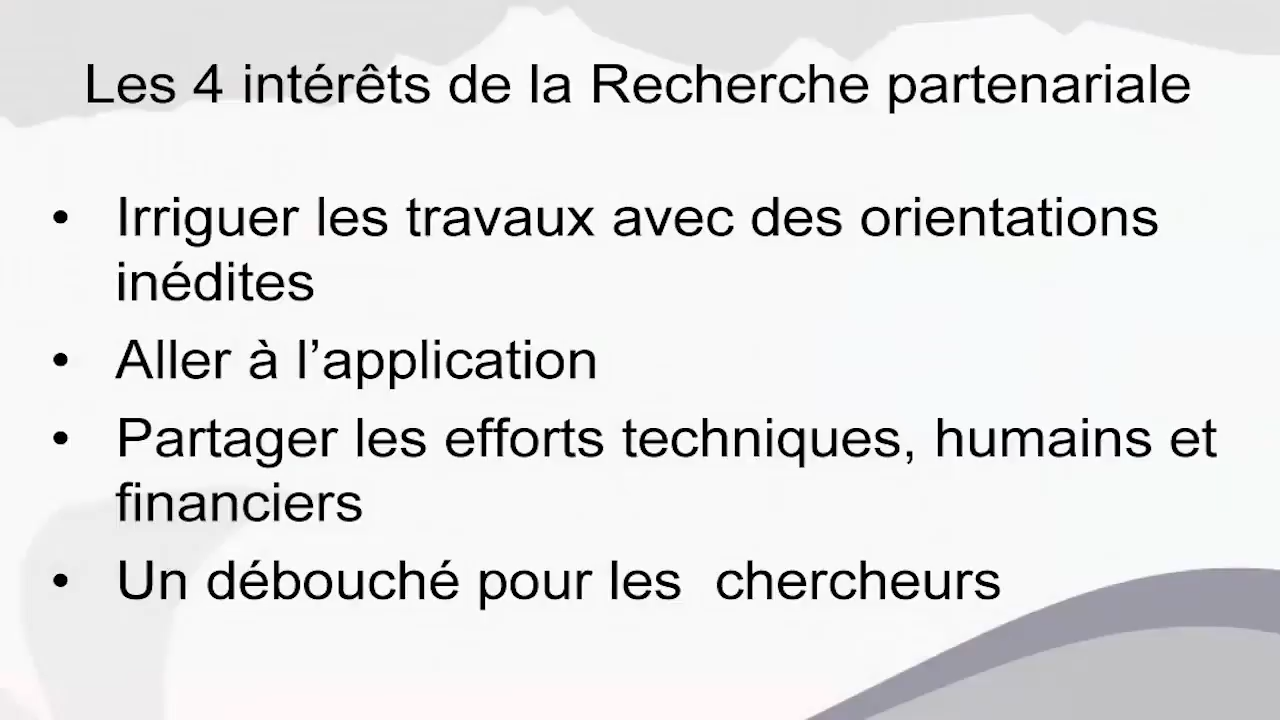 Les 4 intérêts de la Recherche partenariale
• Irriguer les travaux avec des orientations
inédites
• Aller à l’application
• Partager les efforts techniques, humains et
financiers
• Un débouché pour les  chercheurs